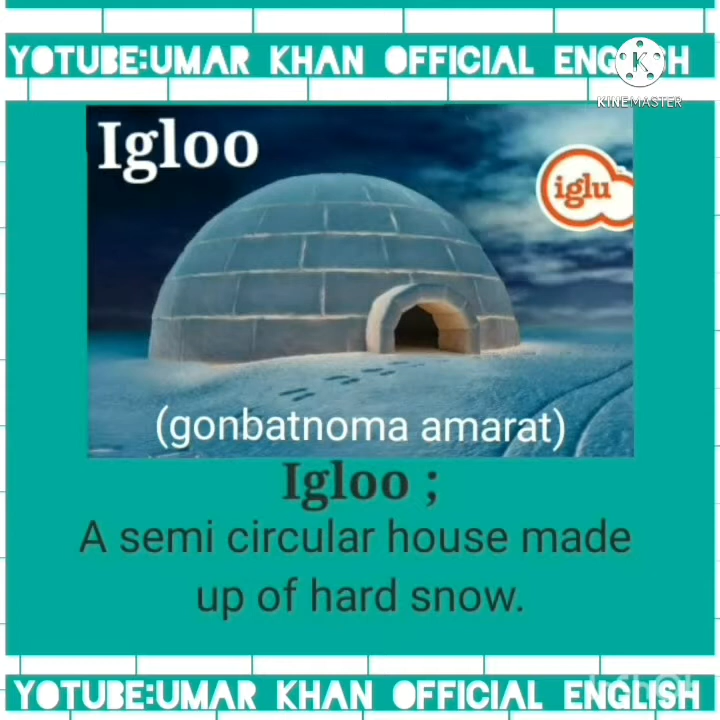 YOTUBE:UMAR KHAN OFFICIAL ENGLISH
KINEMASTER
Igloo
iglu
(gonbatnoma amarat)
Igloo ;
A semi circular house made
up of hard snow.
YOTUBE:UMAR KHAN OFFICIAL ENGLISH